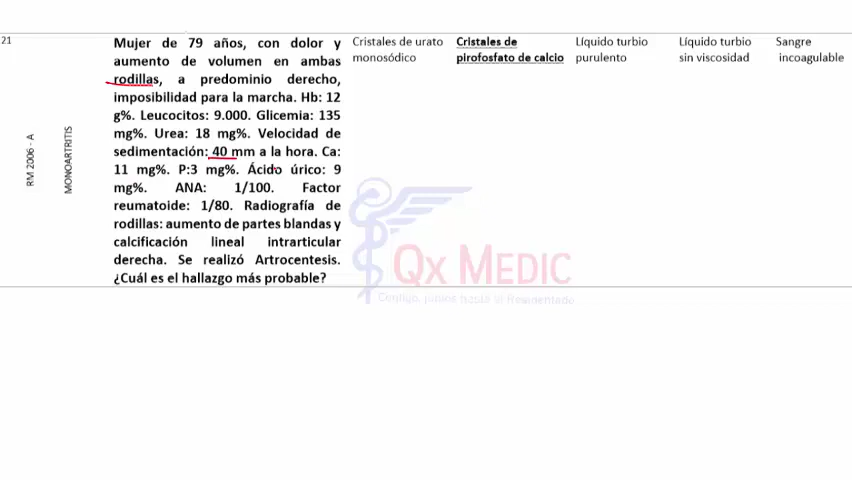 21
RM 2006 - A
MONOARTRITIS
Mujer de 79 años, con dolor y
aumento de volumen en ambas
rodillas, a predominio derecho,
imposibilidad para la marcha. Hb: 12
g%. Leucocitos: 9.000. Glicemia: 135
mg%. Urea: 18 mg%. Velocidad de
sedimentación: 40 mm a la hora. Ca:
11 mg%. P:3 mg%. Ácido úrico: 9
mg%. ANA: 1/100. Factor
reumatoide: 1/80. Radiografía de
rodillas: aumento de partes blandas y
calcificación lineal intrarticular
derecha. Se realizó Artrocentesis.
¿Cuál es el hallazgo más probable?
Cristales de urato
monosódico
Cristales de
pirofosfato de calcio
Líquido turbio
purulento
Líquido turbio
sin viscosidad
Sangre
incoagulable
QX MEDIC
Contigo, juntos hasta el Residentado